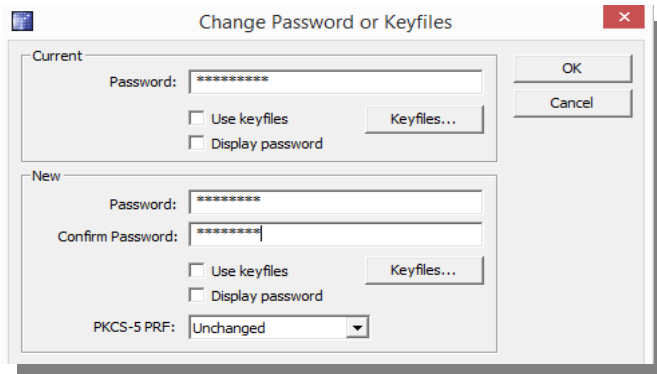 Change Password or Keyfiles
Current
Password: *********
Use keyfiles
Keyfiles...
Display password
OK
Cancel
New
Password: ********
Confirm Password: ********
Use keyfiles
Keyfiles...
Display password
PKCS-5 PRF: Unchanged